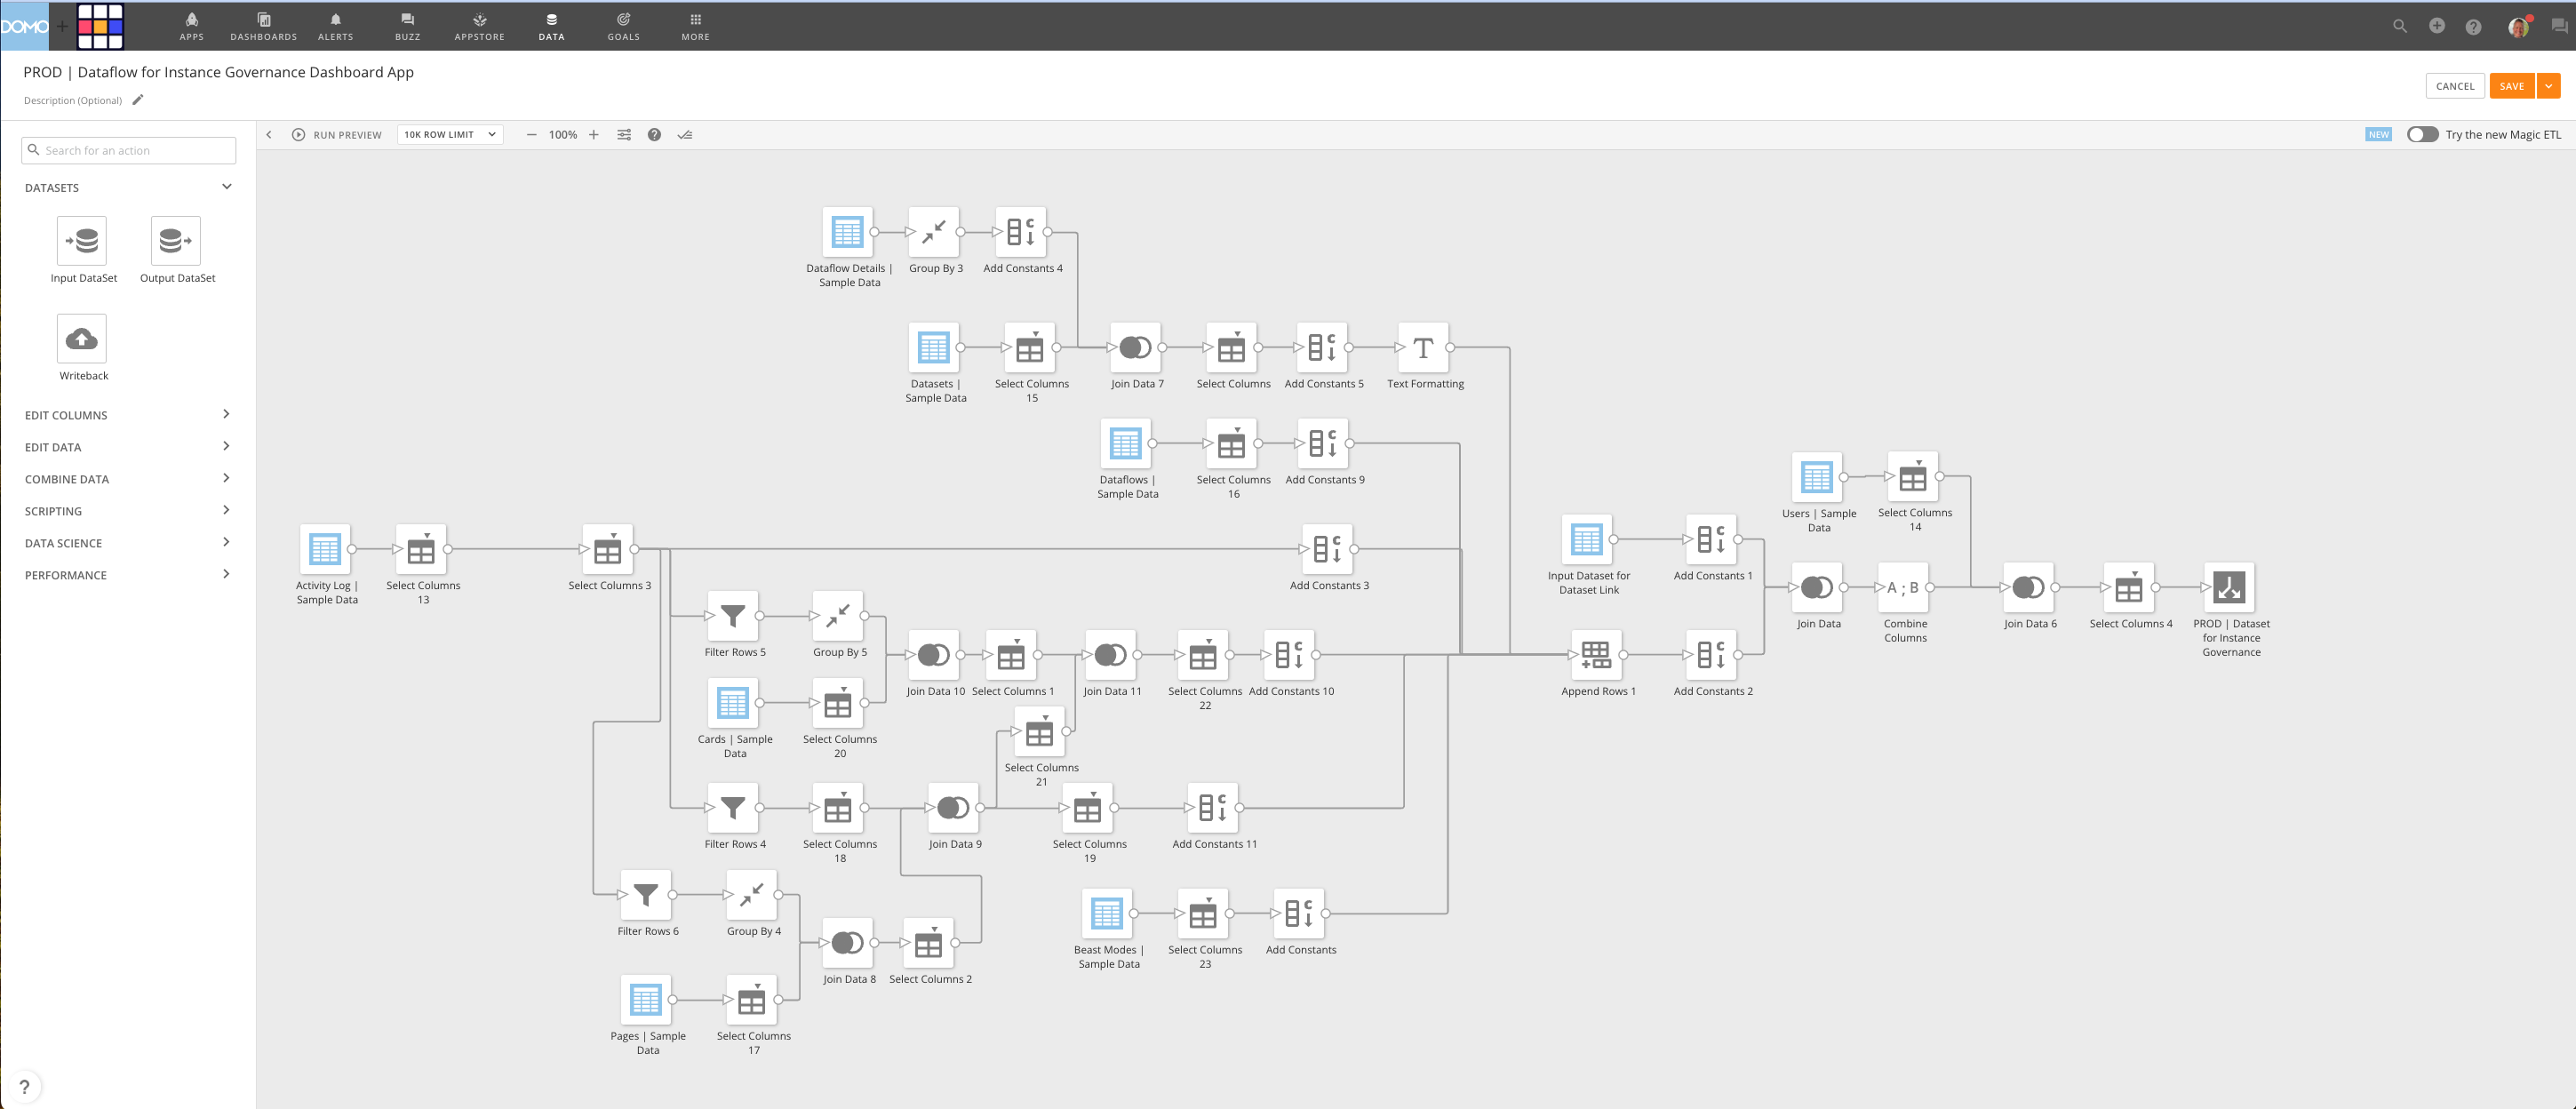 DOMO
APPS
DASHBOARDS
ALERTS
BUZZ
APPSTORE
DATA
GOALS
MORE
PROD | Dataflow for Instance Governance Dashboard App
Description (Optional)
CANCEL
SAVE
Search for an action
RUN PREVIEW
10K ROW LIMIT
100%
NEW
Try the new Magic ETL
DATASETS
Input DataSet
Output DataSet
Writeback
EDIT COLUMNS
EDIT DATA
COMBINE DATA
SCRIPTING
DATA SCIENCE
PERFORMANCE
Dataflow Details |
Sample Data
Group By 3
Add Constants 4
Datasets |
Sample Data
Select Columns
15
Join Data 7
Select Columns
Add Constants 5
T
Text Formatting
Dataflows |
Sample Data
Select Columns
16
Add Constants 9
Users | Sample
Data
Select Columns
14
Activity Log |
Sample Data
Select Columns
13
Select Columns 3
Add Constants 3
Input Dataset for
Dataset Link
Add Constants 1
Join Data
A ; B
Combine
Columns
Join Data 6
Select Columns 4
PROD | Dataset
for Instance
Governance
Filter Rows 5
Group By 5
Join Data 10
Select Columns 1
Join Data 11
Select Columns
22
Add Constants 10
Append Rows 1
Add Constants 2
Cards | Sample
Data
Select Columns
20
Select Columns
21
Filter Rows 4
Select Columns
18
Join Data 9
Select Columns
19
Add Constants 11
Filter Rows 6
Group By 4
Join Data 8
Select Columns 2
Beast Modes |
Sample Data
Select Columns
23
Add Constants
Pages | Sample
Data
Select Columns
17
?